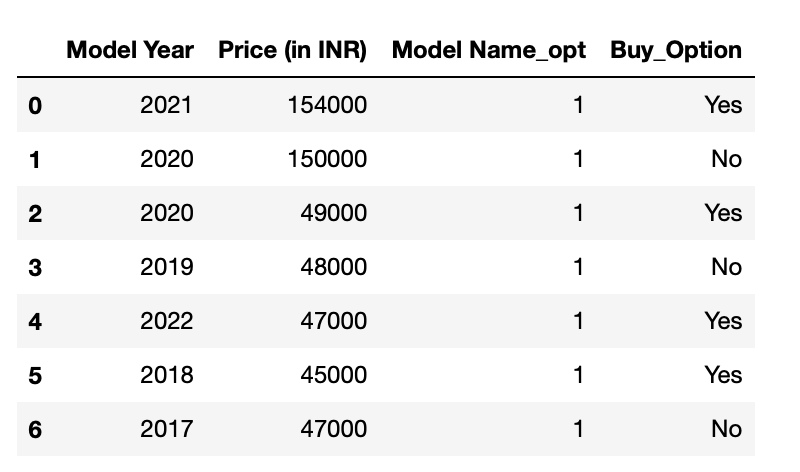 Model Year Price (in INR) Model Name_opt Buy_Option
0 2021 154000 1 Yes
1 2020 150000 1 No
2 2020 49000 1 Yes
3 2019 48000 1 No
4 2022 47000 1 Yes
5 2018 45000 1 Yes
6 2017 47000 1 No